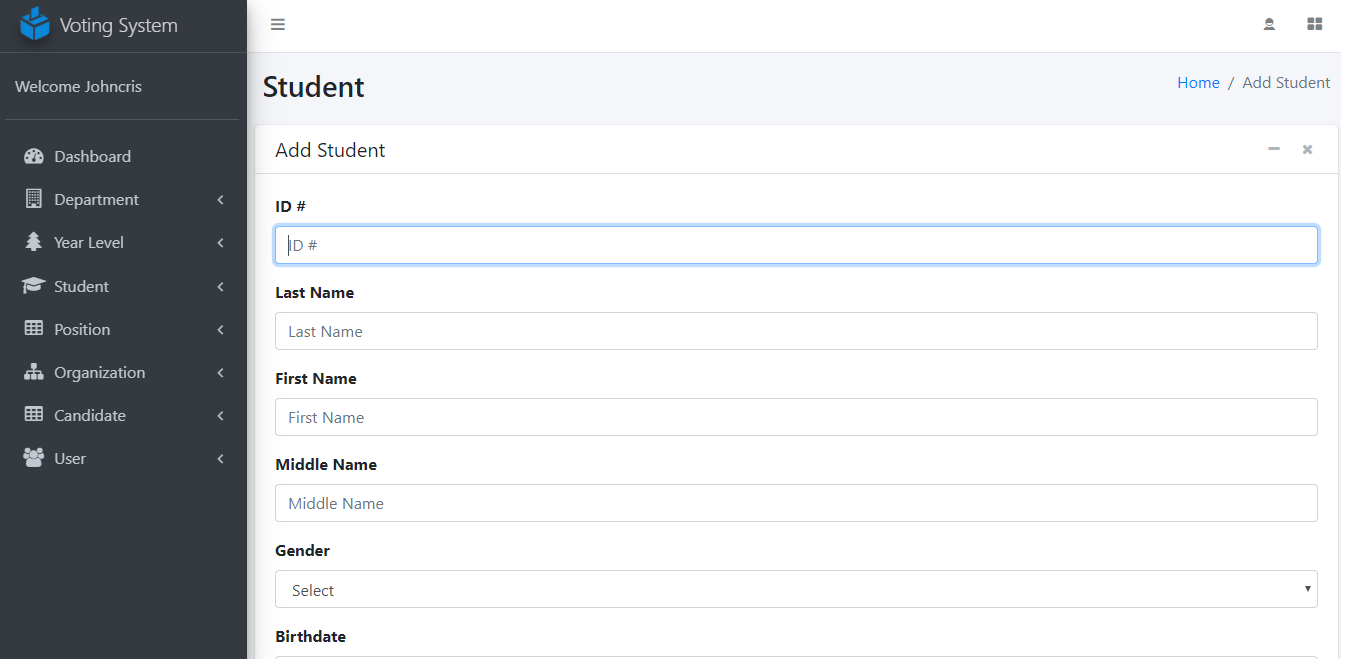 Voting System
Welcome Johncris
Dashboard
Department
Year Level
Student
Position
Organization
Candidate
User
Student
Home / Add Student
Add Student
ID #
ID #
Last Name
Last Name
First Name
First Name
Middle Name
Middle Name
Gender
Select
Birthdate